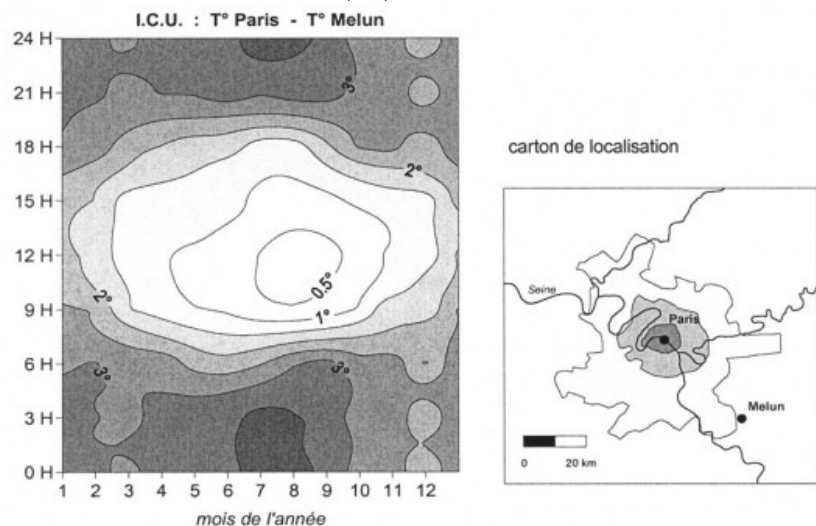 I.C.U. : T° Paris - T° Melun
24 H
21 H
18 H
15 H
12 H
9 H
6 H
3 H
0 H
3°
2°
2°
0.5°
1°
3°
3°
1 2 3 4 5 6 7 8 9 10 11 12
mois de l'année
carton de localisation
Seine
Paris
Melun
0 20 km